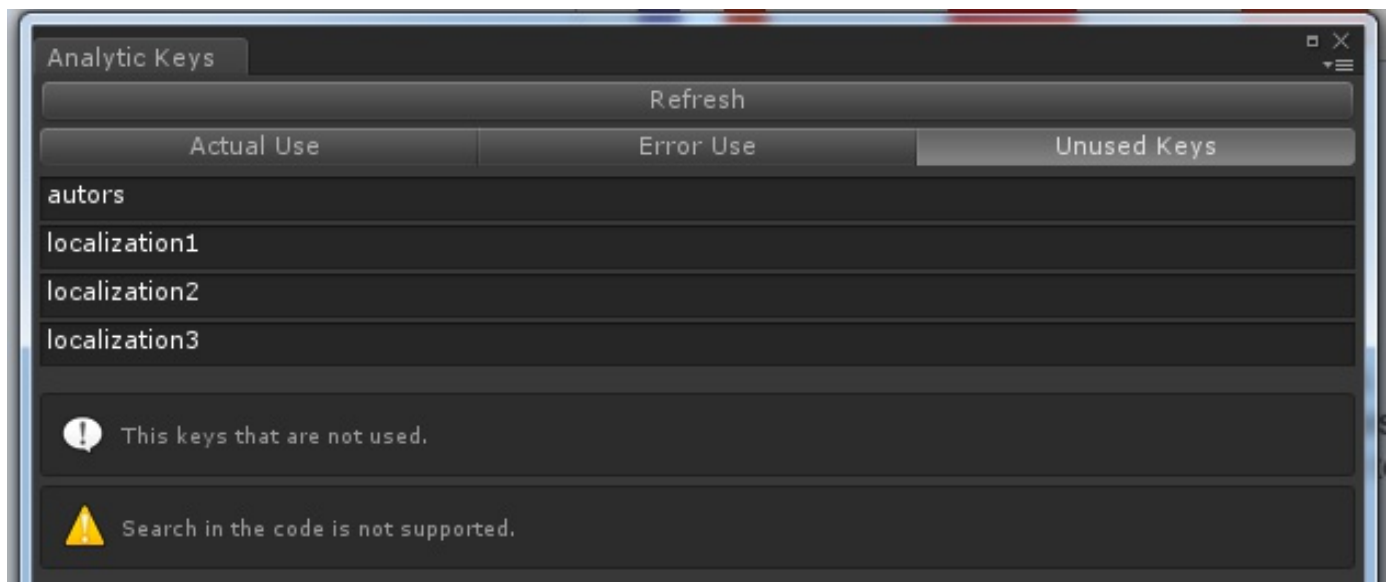 Analytic Keys
Refresh
Actual Use Error Use Unused Keys
autors
localization1
localization2
localization3
This keys that are not used.
Search in the code is not supported.